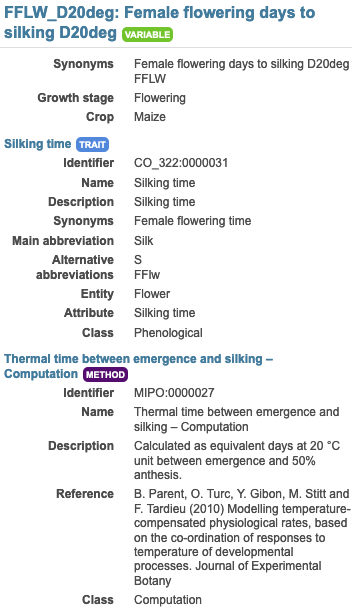 FFLW_D20deg: Female flowering days to
silking D20deg VARIABLE
Synonyms Female flowering days to silking D20deg
FFLW
Growth stage Flowering
Crop Maize
Silking time TRAIT
Identifier CO_322:0000031
Name Silking time
Description Silking time
Synonyms Female flowering time
Main abbreviation Silk
Alternative S
abbreviations FFlw
Entity Flower
Attribute Silking time
Class Phenological
Thermal time between emergence and silking –
Computation METHOD
Identifier MIPO:0000027
Name Thermal time between emergence and
silking – Computation
Description Calculated as equivalent days at 20 °C
unit between emergence and 50%
anthesis.
Reference B. Parent, O. Turc, Y. Gibon, M. Stitt and
F. Tardieu (2010) Modelling temperature-
compensated physiological rates, based
on the co-ordination of responses to
temperature of developmental
processes. Journal of Experimental
Botany
Class Computation